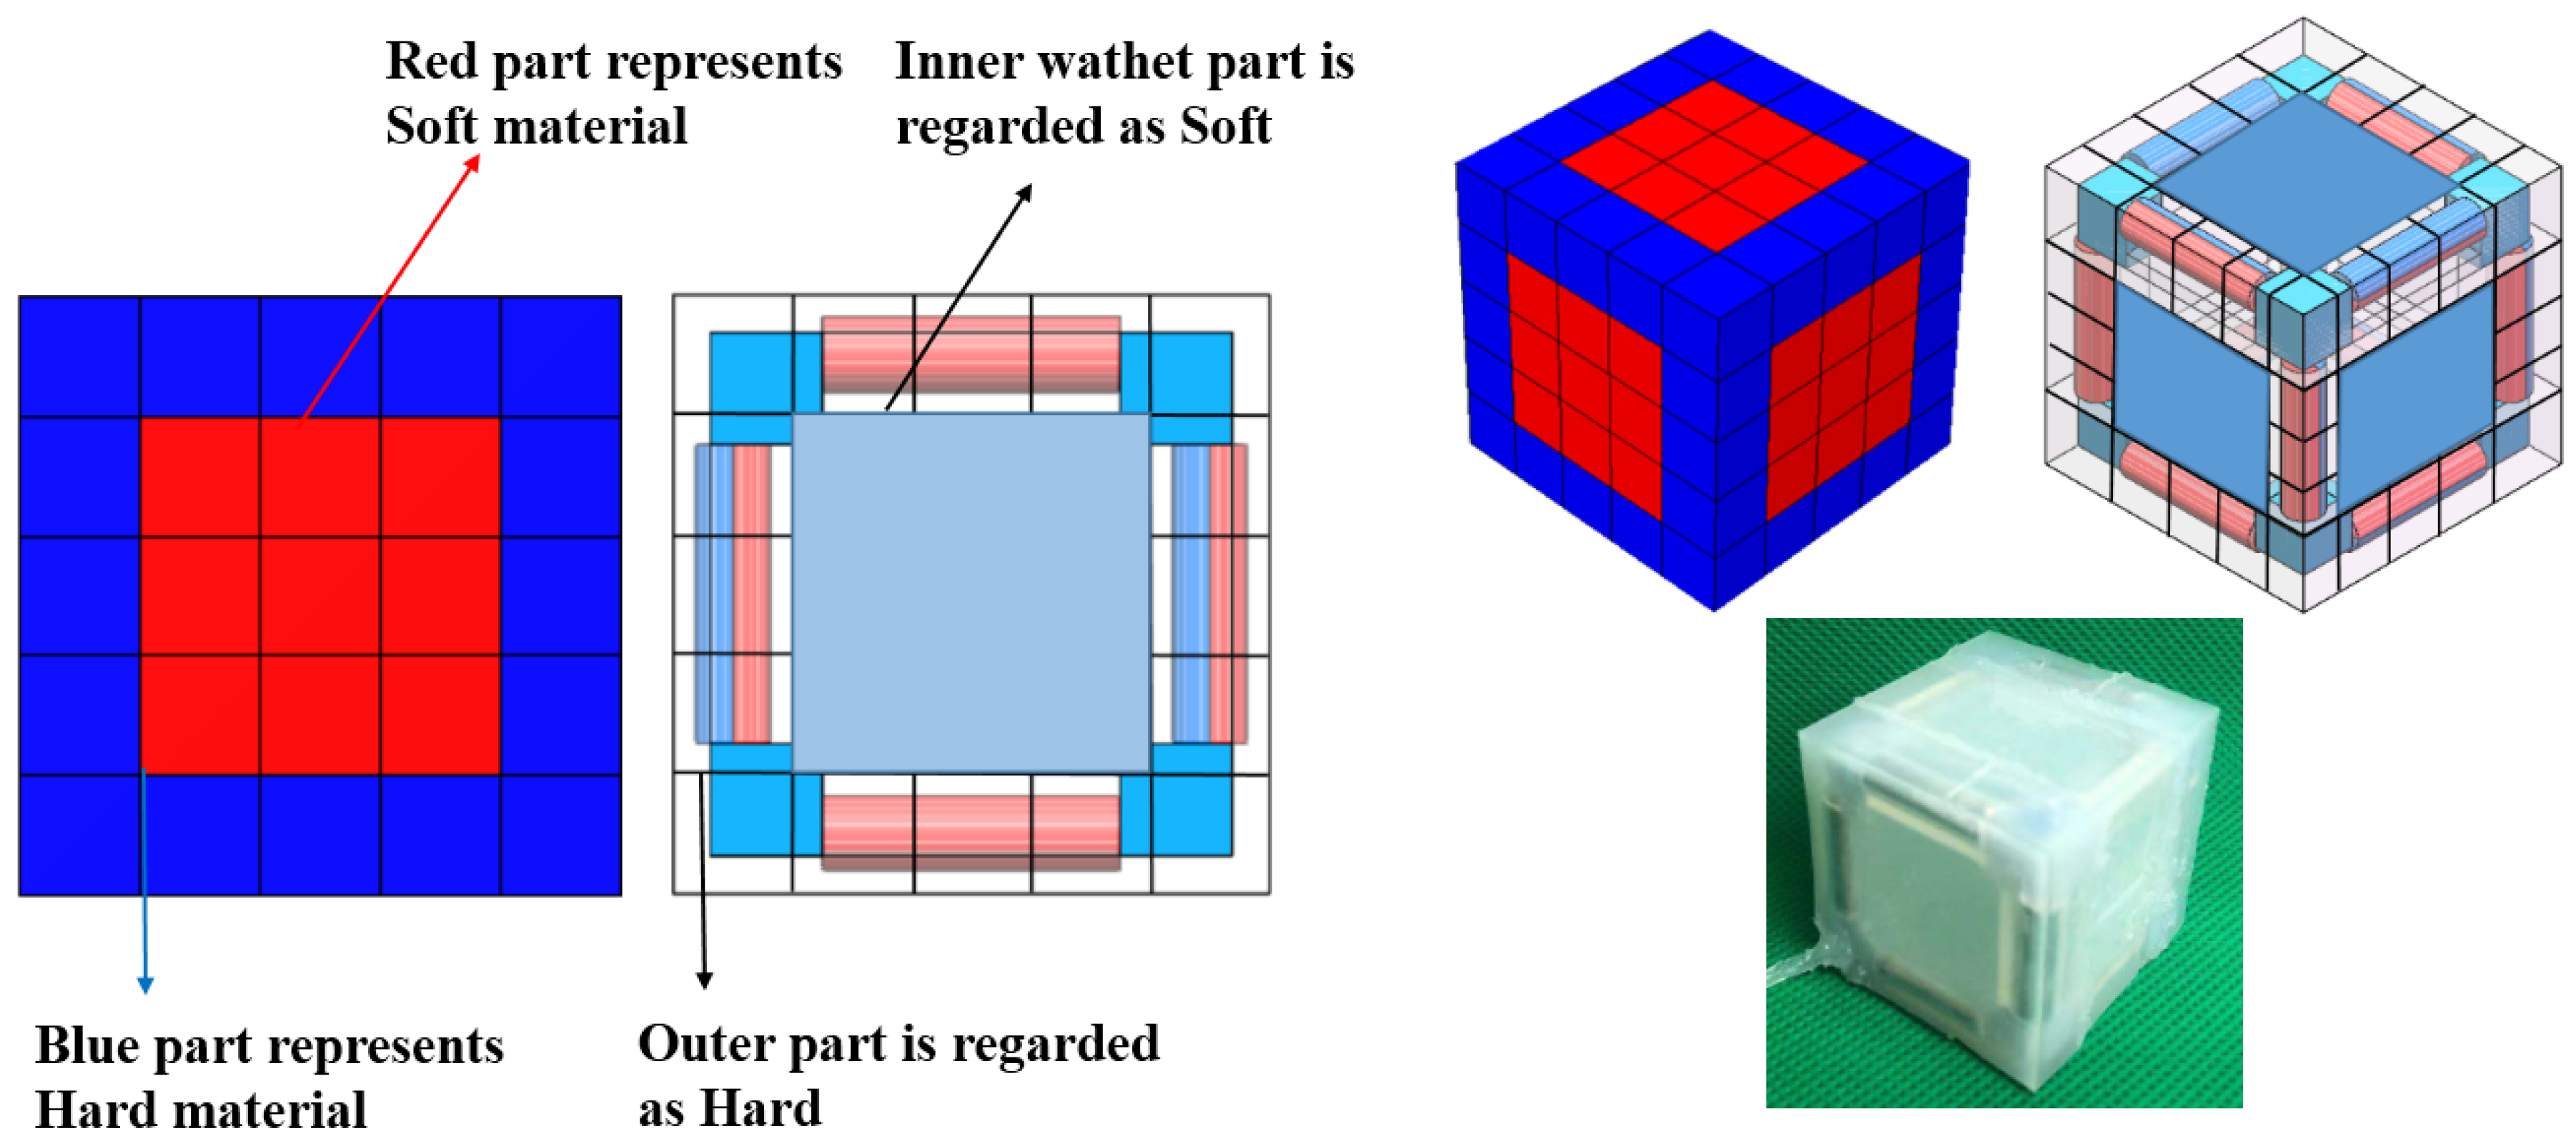 Red part represents
Soft material
Inner wathet part is
regarded as Soft
Blue part represents
Hard material
Outer part is regarded
as Hard